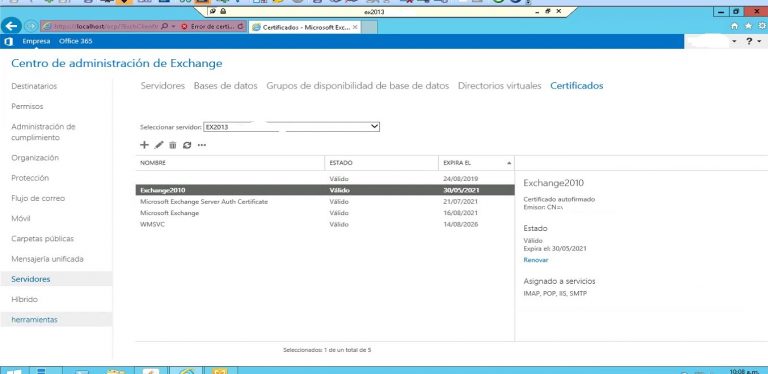 ex2013
https://localhost/ecp/?ExchClientV
Error de certi...
Certificados - Microsoft Exc...
Empresa Office 365
Centro de administración de Exchange
Destinatarios
Permisos
Administración de
cumplimiento
Organización
Protección
Flujo de correo
Móvil
Carpetas públicas
Mensajería unificada
Servidores
Híbrido
herramientas
Servidores Bases de datos Grupos de disponibilidad de base de datos Directorios virtuales Certificados
Seleccionar servidor: EX2013
NOMBRE ESTADO EXPIRA EL
Válido 24/08/2019
Exchange2010 Válido 30/05/2021
Microsoft Exchange Server Auth Certificate Válido 21/07/2021
Microsoft Exchange Válido 16/08/2021
WMSVC Válido 14/08/2026
Seleccionados: 1 de un total de 5
Exchange2010
Certificado autofirmado
Emisor: CN=\
Estado
Válido
Expira el: 30/05/2021
Renovar
Asignado a servicios
IMAP, POP, IIS, SMTP
10:08 a.m.